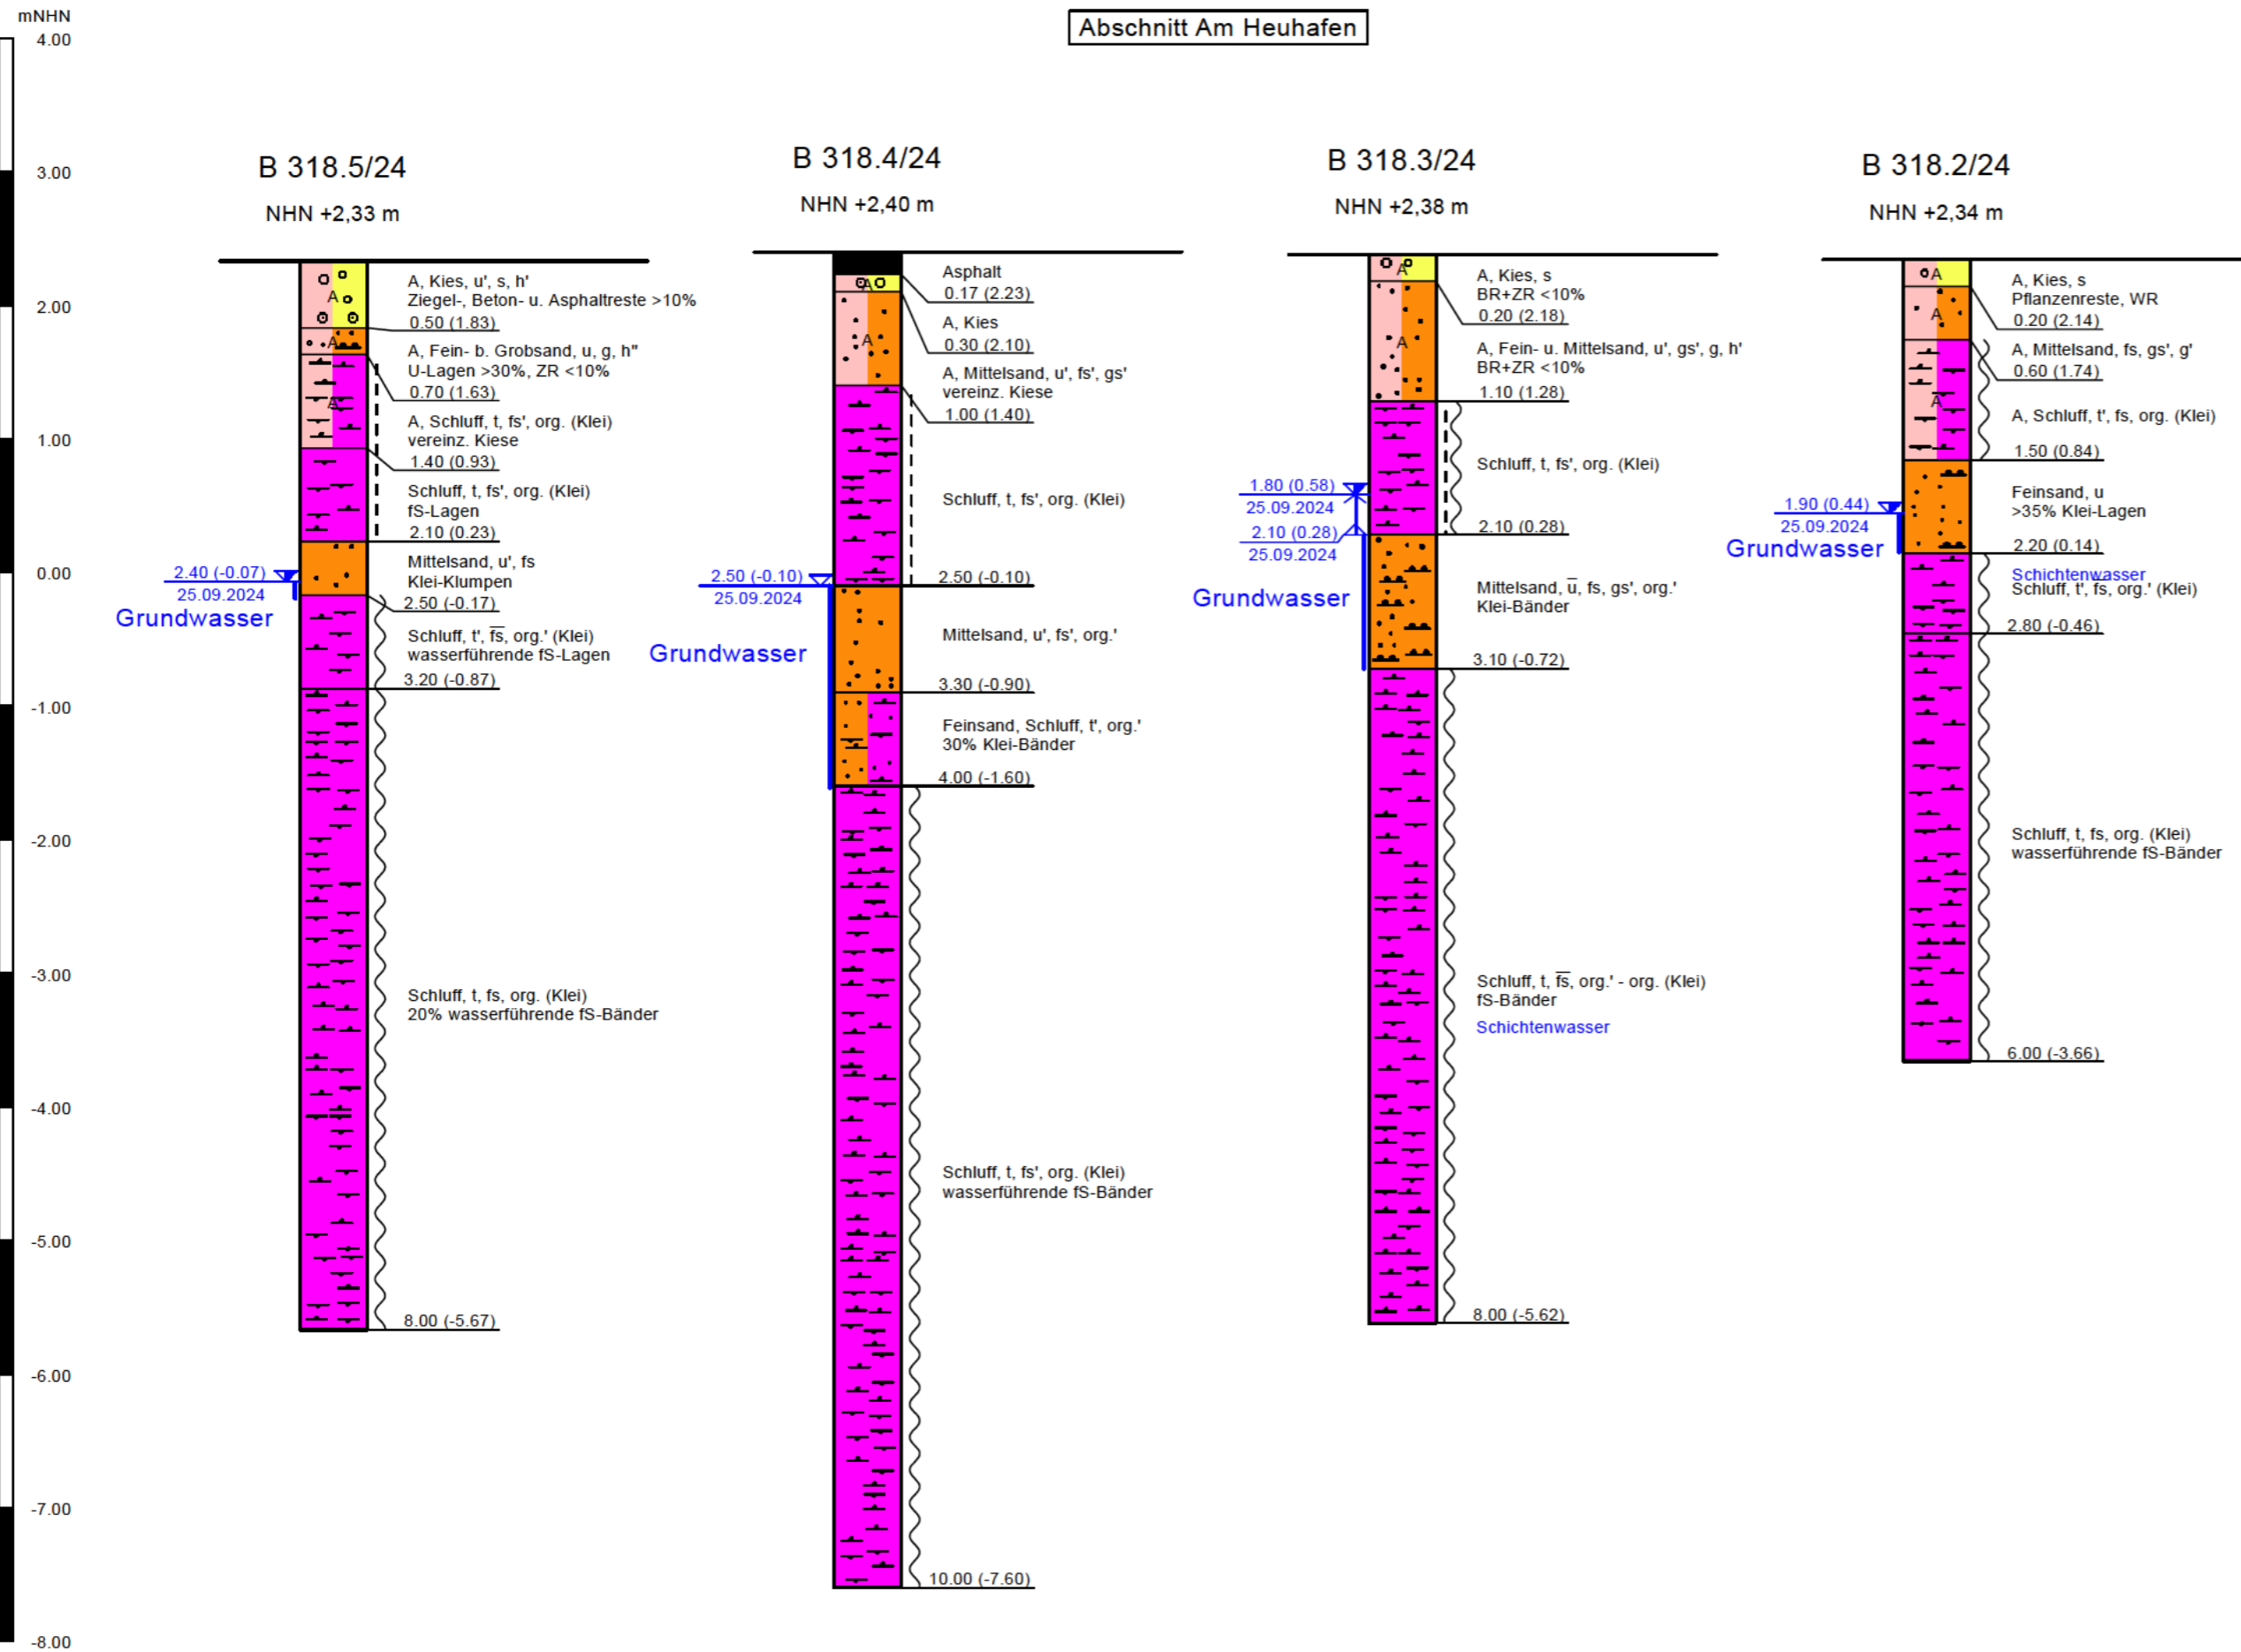 mNHN
4.00
3.00
2.00
1.00
0.00
-1.00
-2.00
-3.00
-4.00
-5.00
-6.00
-7.00
-8.00
Abschnitt Am Heuhafen
B 318.5/24
NHN +2,33 m
A, Kies, u', s, h'
Ziegel-, Beton- u. Asphaltreste >10%
0.50 (1.83)
A, Fein- b. Grobsand, u, g, h"
U-Lagen >30%, ZR <10%
0.70 (1.63)
A, Schluff, t, fs', org. (Klei)
vereinz. Kiese
1.40 (0.93)
Schluff, t, fs', org. (Klei)
fS-Lagen
2.10 (0.23)
Mittelsand, u', fs
Klei-Klumpen
2.50 (-0.17)
Schluff, t', f̅s̅, org.' (Klei)
wasserführende fS-Lagen
3.20 (-0.87)
Schluff, t, fs, org. (Klei)
20% wasserführende fS-Bänder
8.00 (-5.67)
A
A
A
2.40 (-0.07)
25.09.2024
Grundwasser
B 318.4/24
NHN +2,40 m
Asphalt
0.17 (2.23)
A, Kies
0.30 (2.10)
A, Mittelsand, u', fs', gs'
vereinz. Kiese
1.00 (1.40)
Schluff, t, fs', org. (Klei)
2.50 (-0.10)
Mittelsand, u', fs', org.'
3.30 (-0.90)
Feinsand, Schluff, t', org.'
30% Klei-Bänder
4.00 (-1.60)
Schluff, t, fs', org. (Klei)
wasserführende fS-Bänder
10.00 (-7.60)
A
A
2.50 (-0.10)
25.09.2024
Grundwasser
B 318.3/24
NHN +2,38 m
A, Kies, s
BR+ZR <10%
0.20 (2.18)
A, Fein- u. Mittelsand, u', gs', g, h'
BR+ZR <10%
1.10 (1.28)
Schluff, t, fs', org. (Klei)
2.10 (0.28)
Mittelsand, u̅, fs, gs', org.'
Klei-Bänder
3.10 (-0.72)
Schluff, t, f̅s̅, org.' - org. (Klei)
fS-Bänder
Schichtenwasser
8.00 (-5.62)
A
A
1.80 (0.58)
25.09.2024
2.10 (0.28)
25.09.2024
Grundwasser
B 318.2/24
NHN +2,34 m
A, Kies, s
Pflanzenreste, WR
0.20 (2.14)
A, Mittelsand, fs, gs', g'
0.60 (1.74)
A, Schluff, t', fs, org. (Klei)
1.50 (0.84)
Feinsand, u
>35% Klei-Lagen
2.20 (0.14)
Schichtenwasser
Schluff, t', f̅s̅, org.' (Klei)
2.80 (-0.46)
Schluff, t, fs, org. (Klei)
wasserführende fS-Bänder
6.00 (-3.66)
A
A
A
1.90 (0.44)
25.09.2024
Grundwasser